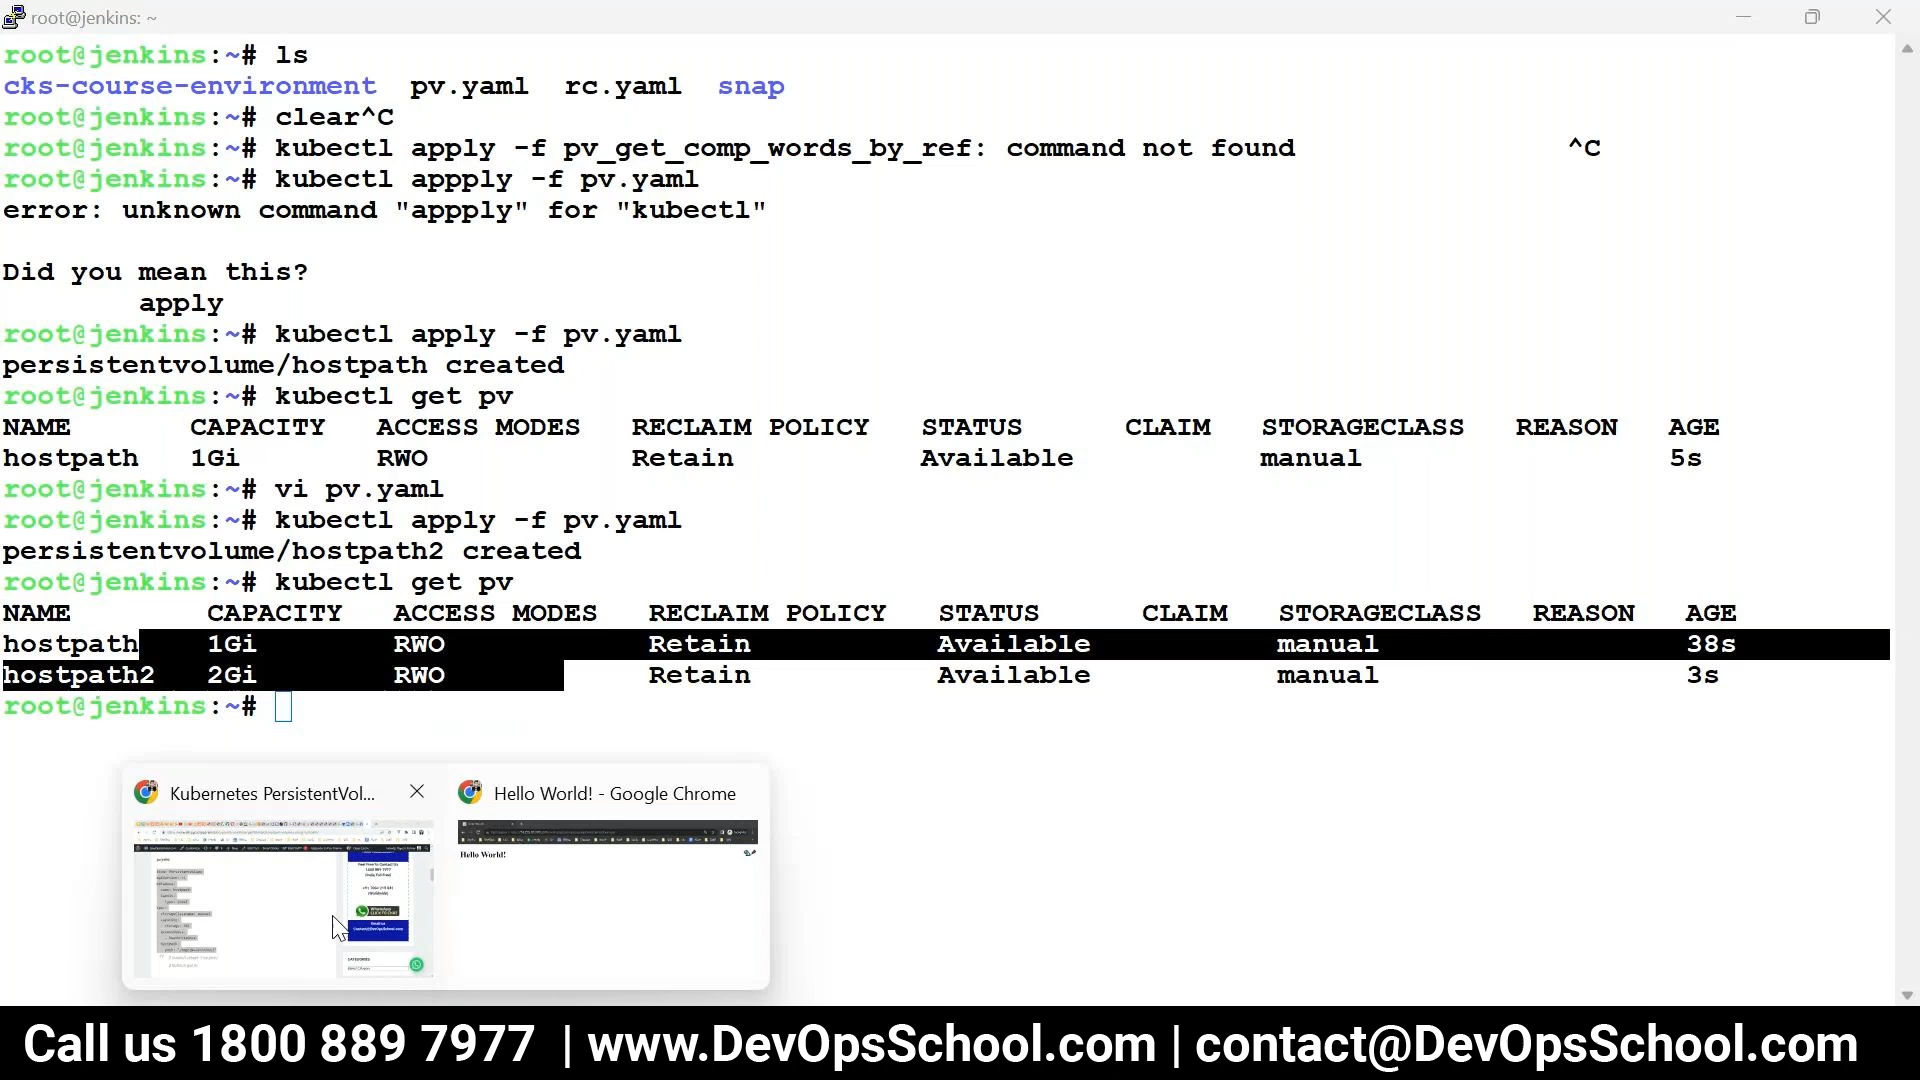 root@jenkins: ~
root@jenkins:~# ls
cks-course-environment pv.yaml rc.yaml snap
root@jenkins:~# clear^C
root@jenkins:~# kubectl apply -f pv_get_comp_words_by_ref: command not found ^C
root@jenkins:~# kubectl appply -f pv.yaml
error: unknown command "appply" for "kubectl"
Did you mean this?
apply
root@jenkins:~# kubectl apply -f pv.yaml
persistentvolume/hostpath created
root@jenkins:~# kubectl get pv
NAME CAPACITY ACCESS MODES RECLAIM POLICY STATUS CLAIM STORAGECLASS REASON AGE
hostpath 1Gi RWO Retain Available manual 5s
root@jenkins:~# vi pv.yaml
root@jenkins:~# kubectl apply -f pv.yaml
persistentvolume/hostpath2 created
root@jenkins:~# kubectl get pv
NAME CAPACITY ACCESS MODES RECLAIM POLICY STATUS CLAIM STORAGECLASS REASON AGE
hostpath 1Gi RWO Retain Available manual 38s
hostpath2 2Gi RWO Retain Available manual 3s
root@jenkins:~#
Kubernetes PersistentVol...
Hello World! - Google Chrome
Hello World!
Call us 1800 889 7977 | www.DevOpsSchool.com | contact@DevOpsSchool.com